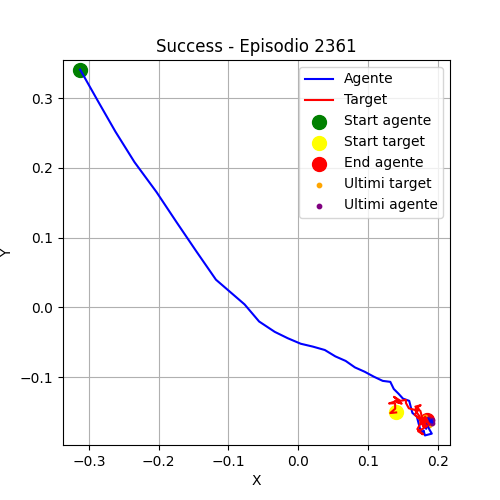 Success - Episodio 2361
Agente
Target
Start agente
Start target
End agente
Ultimi target
Ultimi agente
Y
0.3
0.2
0.1
0.0
−0.1
−0.3
−0.2
−0.1
0.0
0.1
0.2
X